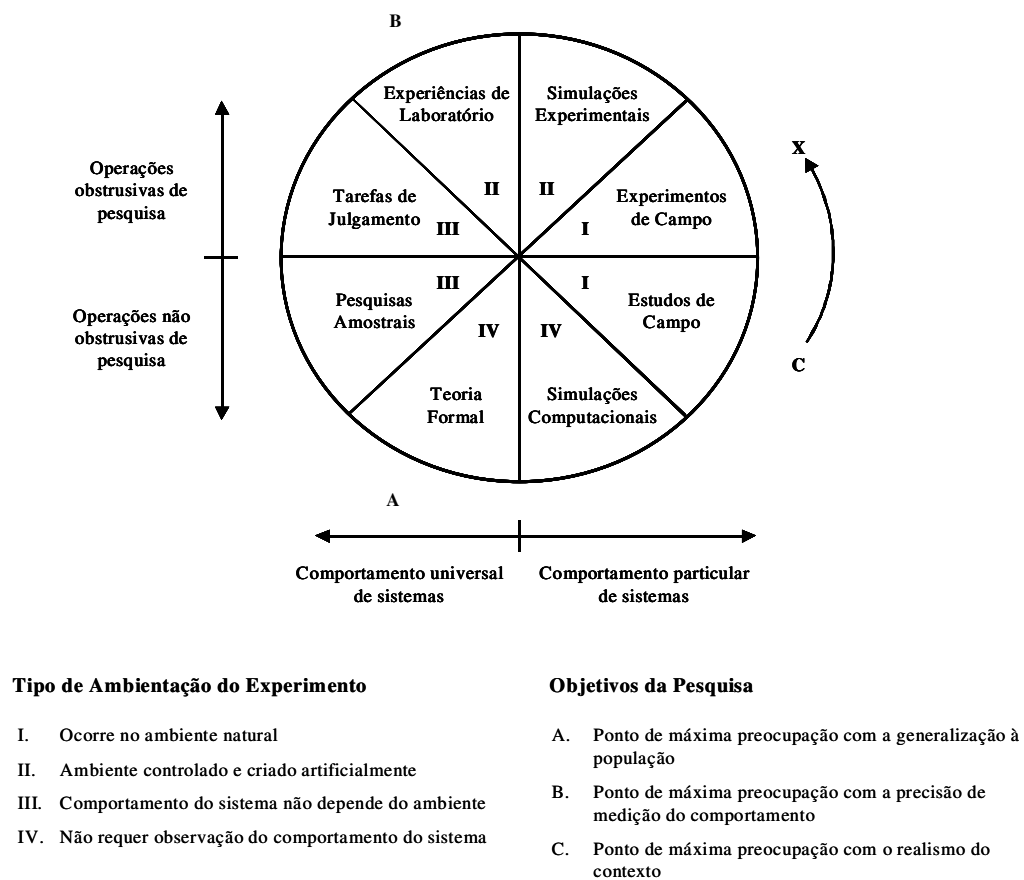 B
Experiências de
Laboratório
Simulações
Experimentais
X
Operações
obstrusivas de
pesquisa
Tarefas de
Julgamento
II
II
Experimentos
de Campo
III
I
III
I
Operações não
obstrusivas de
pesquisa
Pesquisas
Amostrais
IV
IV
Estudos de
Campo
C
Teoria
Formal
Simulações
Computacionais
A
Comportamento universal
de sistemas
Comportamento particular
de sistemas
Tipo de Ambientação do Experimento
I. Ocorre no ambiente natural
II. Ambiente controlado e criado artificialmente
III. Comportamento do sistema não depende do ambiente
IV. Não requer observação do comportamento do sistema
Objetivos da Pesquisa
A. Ponto de máxima preocupação com a generalização à
população
B. Ponto de máxima preocupação com a precisão de
medição do comportamento
C. Ponto de máxima preocupação com o realismo do
contexto